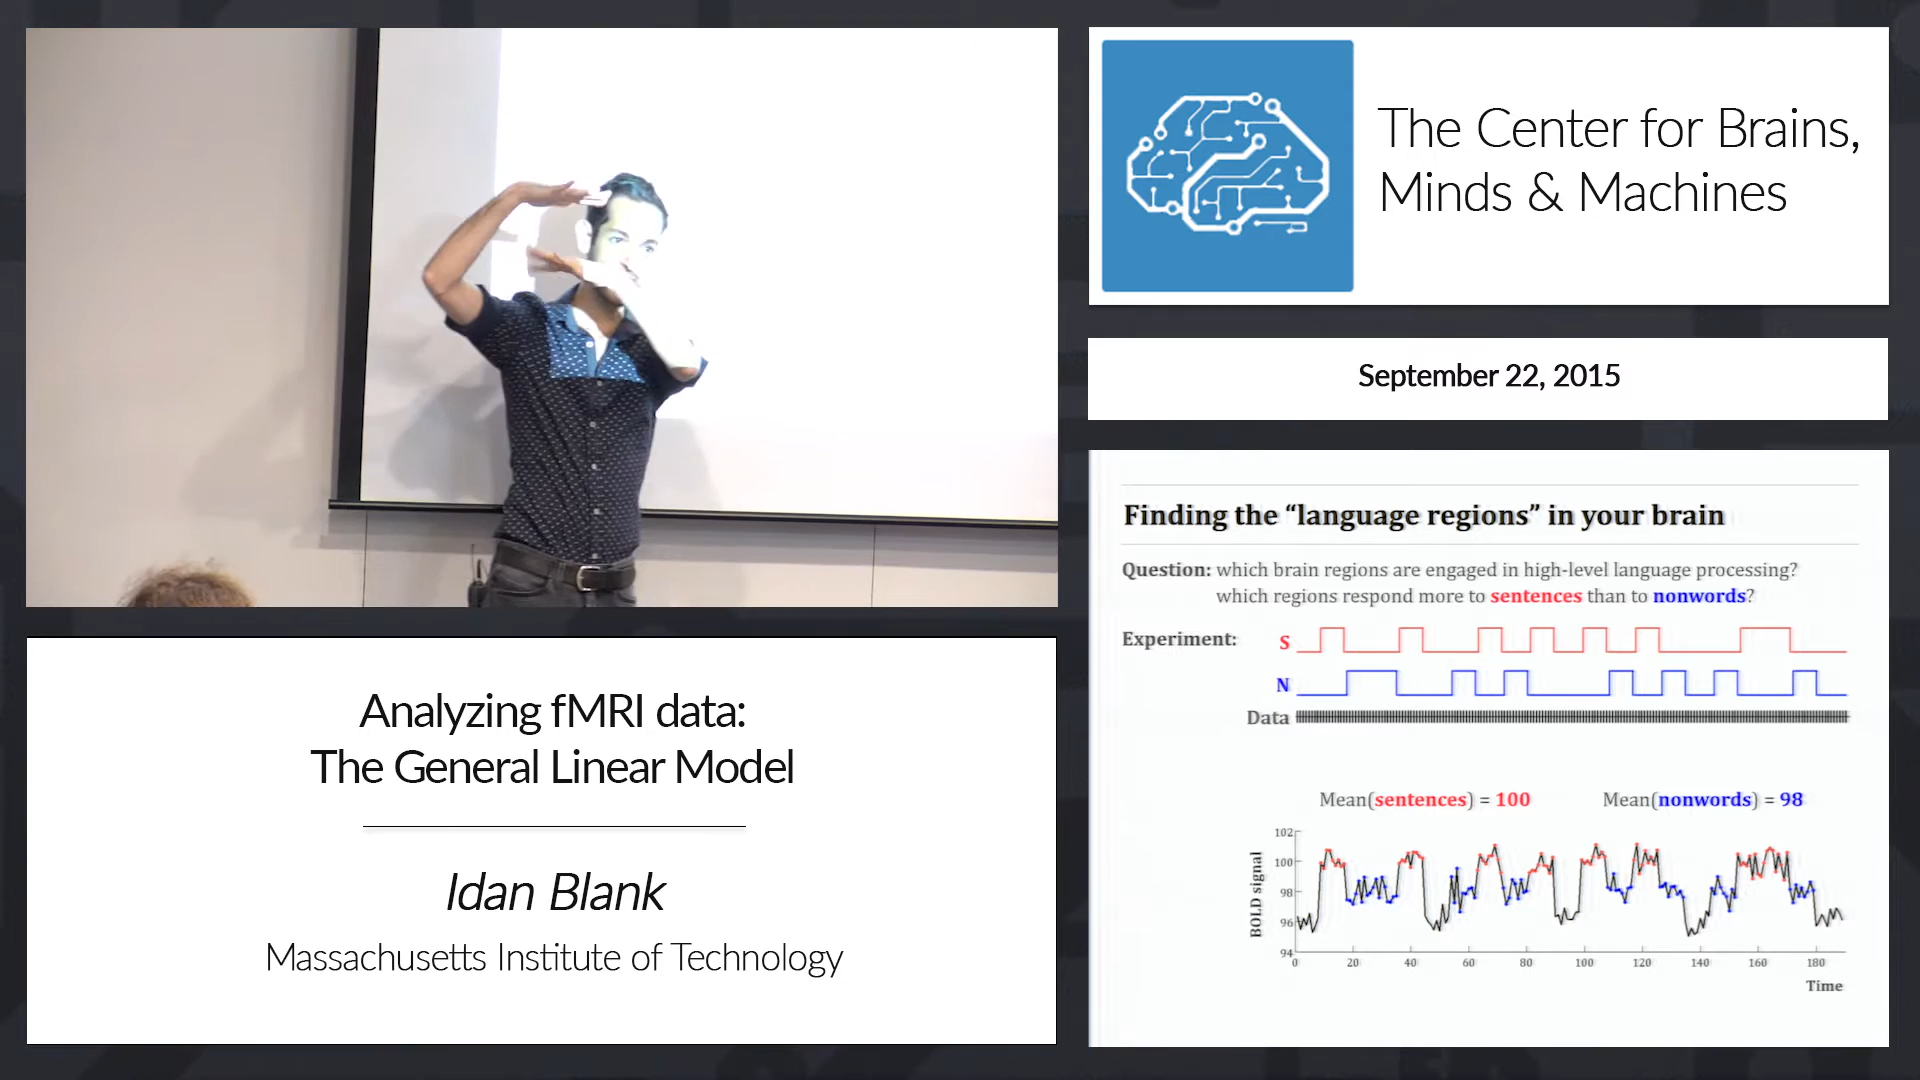 The Center for Brains,
Minds & Machines
September 22, 2015
Analyzing fMRI data:
The General Linear Model
Idan Blank
Massachusetts Institute of Technology
Finding the “language regions” in your brain
Question: which brain regions are engaged in high-level language processing?
which regions respond more to sentences than to nonwords?
Experiment:
S
N
Data
Mean(sentences) = 100 Mean(nonwords) = 98
BOLD signal
102
100
98
96
94
0 20 40 60 80 100 120 140 160 180
Time